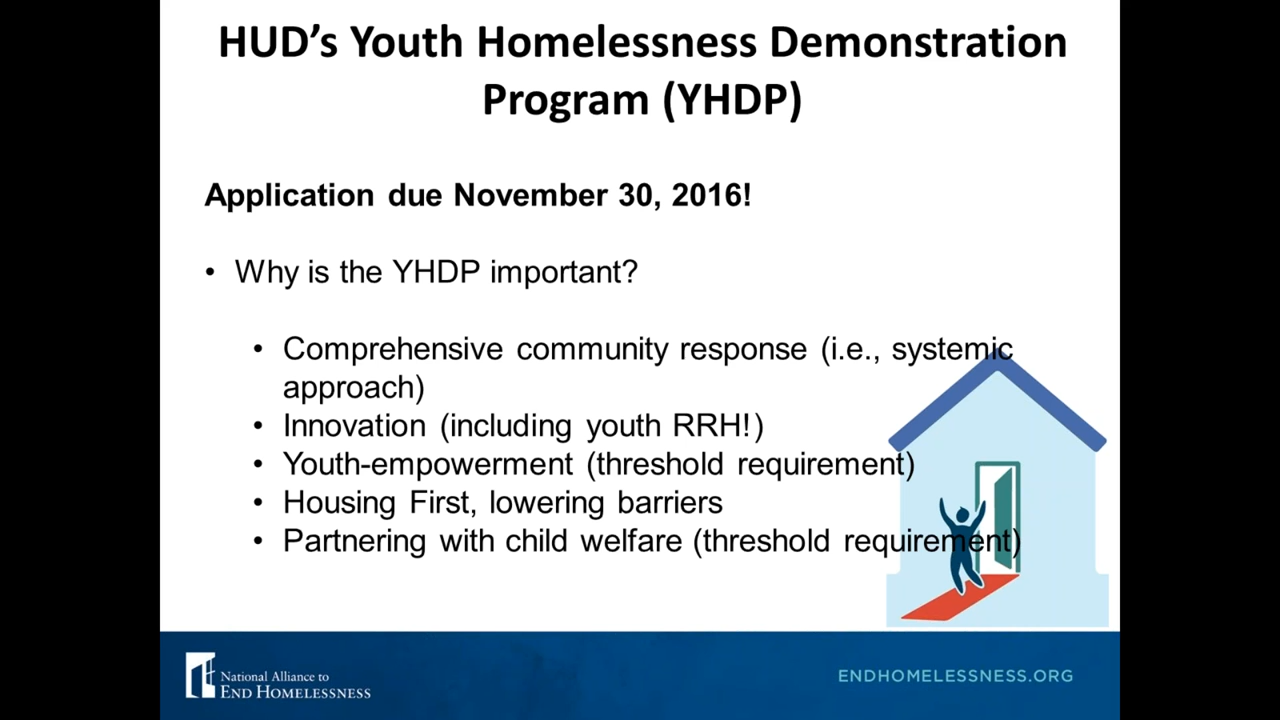 HUD’s Youth Homelessness Demonstration
Program (YHDP)
Application due November 30, 2016!
• Why is the YHDP important?
• Comprehensive community response (i.e., systemic
approach)
• Innovation (including youth RRH!)
• Youth-empowerment (threshold requirement)
• Housing First, lowering barriers
• Partnering with child welfare (threshold requirement)
National Alliance to
END HOMELESSNESS
ENDHOMELESSNESS.ORG